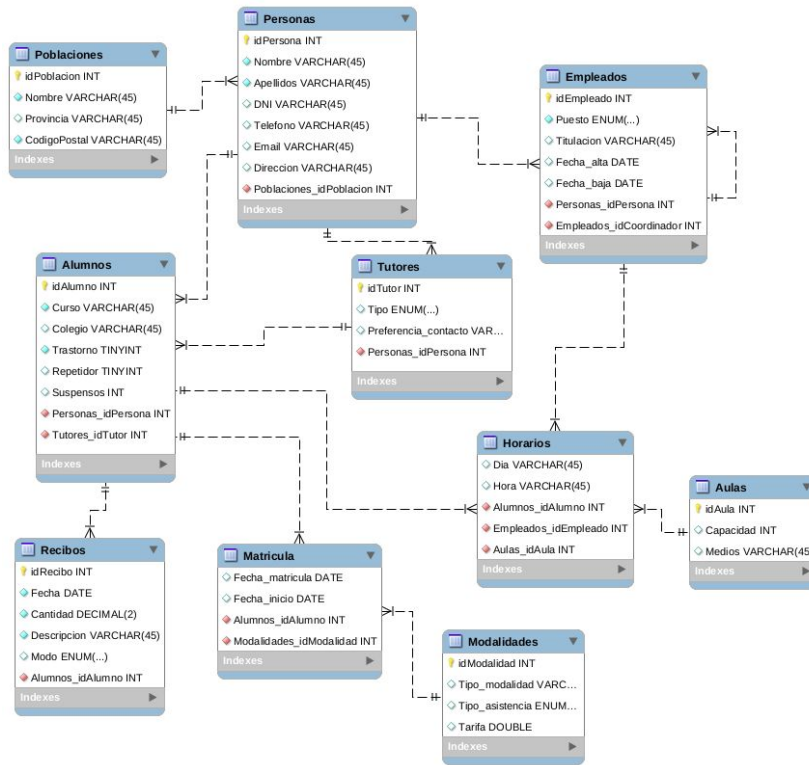 Poblaciones
idPoblacion INT
Nombre VARCHAR(45)
Provincia VARCHAR(45)
CodigoPostal VARCHAR(45)
Indexes
Personas
idPersona INT
Nombre VARCHAR(45)
Apellidos VARCHAR(45)
DNI VARCHAR(45)
Telefono VARCHAR(45)
Email VARCHAR(45)
Direccion VARCHAR(45)
Poblaciones_idPoblacion INT
Indexes
Empleados
idEmpleado INT
Puesto ENUM(...)
Titulacion VARCHAR(45)
Fecha_alta DATE
Fecha_baja DATE
Personas_idPersona INT
Empleados_idCoordinador INT
Indexes
Alumnos
idAlumno INT
Curso VARCHAR(45)
Colegio VARCHAR(45)
Trastorno TINYINT
Repetidor TINYINT
Suspensos INT
Personas_idPersona INT
Tutores_idTutor INT
Indexes
Tutores
idTutor INT
Tipo ENUM(...)
Preferencia_contacto VAR...
Personas_idPersona INT
Indexes
Horarios
Dia VARCHAR(45)
Hora VARCHAR(45)
Alumnos_idAlumno INT
Empleados_idEmpleado INT
Aulas_idAula INT
Indexes
Aulas
idAula INT
Capacidad INT
Medios VARCHAR(45
Indexes
Recibos
idRecibo INT
Fecha DATE
Cantidad DECIMAL(2)
Descripcion VARCHAR(45)
Modo ENUM(...)
Alumnos_idAlumno INT
Indexes
Matricula
Fecha_matricula DATE
Fecha_inicio DATE
Alumnos_idAlumno INT
Modalidades_idModalidad INT
Indexes
Modalidades
idModalidad INT
Tipo_modalidad VARC...
Tipo_asistencia ENUM...
Tarifa DOUBLE
Indexes